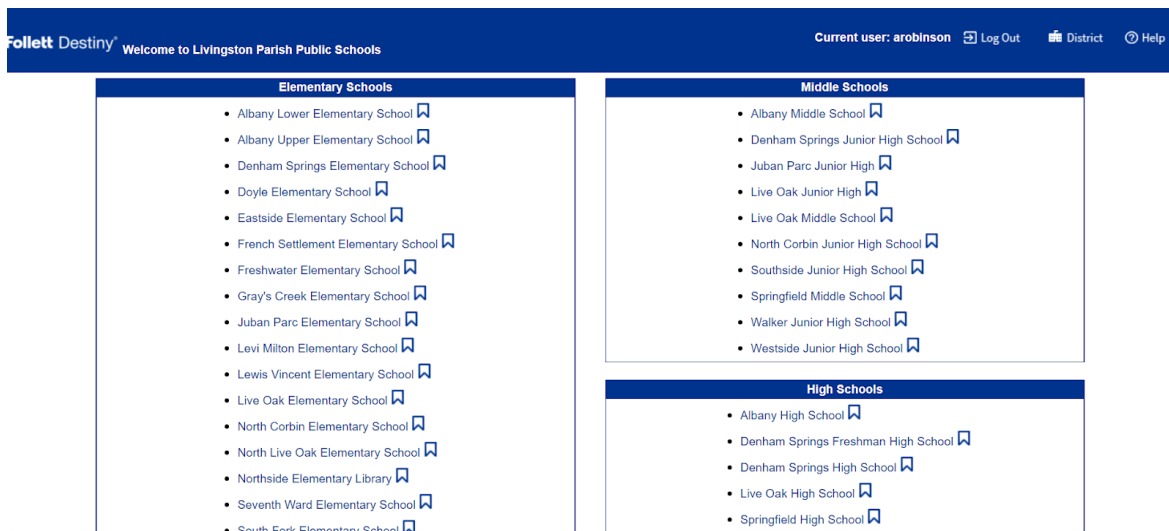 Follett Destiny® Welcome to Livingston Parish Public Schools
Current user: arobinson Log Out District Help
Elementary Schools
Albany Lower Elementary School
Albany Upper Elementary School
Denham Springs Elementary School
Doyle Elementary School
Eastside Elementary School
French Settlement Elementary School
Freshwater Elementary School
Gray's Creek Elementary School
Juban Parc Elementary School
Levi Milton Elementary School
Lewis Vincent Elementary School
Live Oak Elementary School
North Corbin Elementary School
North Live Oak Elementary School
Northside Elementary Library
Seventh Ward Elementary School
South Fork Elementary School
Middle Schools
Albany Middle School
Denham Springs Junior High School
Juban Parc Junior High
Live Oak Junior High
Live Oak Middle School
North Corbin Junior High School
Southside Junior High School
Springfield Middle School
Walker Junior High School
Westside Junior High School
High Schools
Albany High School
Denham Springs Freshman High School
Denham Springs High School
Live Oak High School
Springfield High School